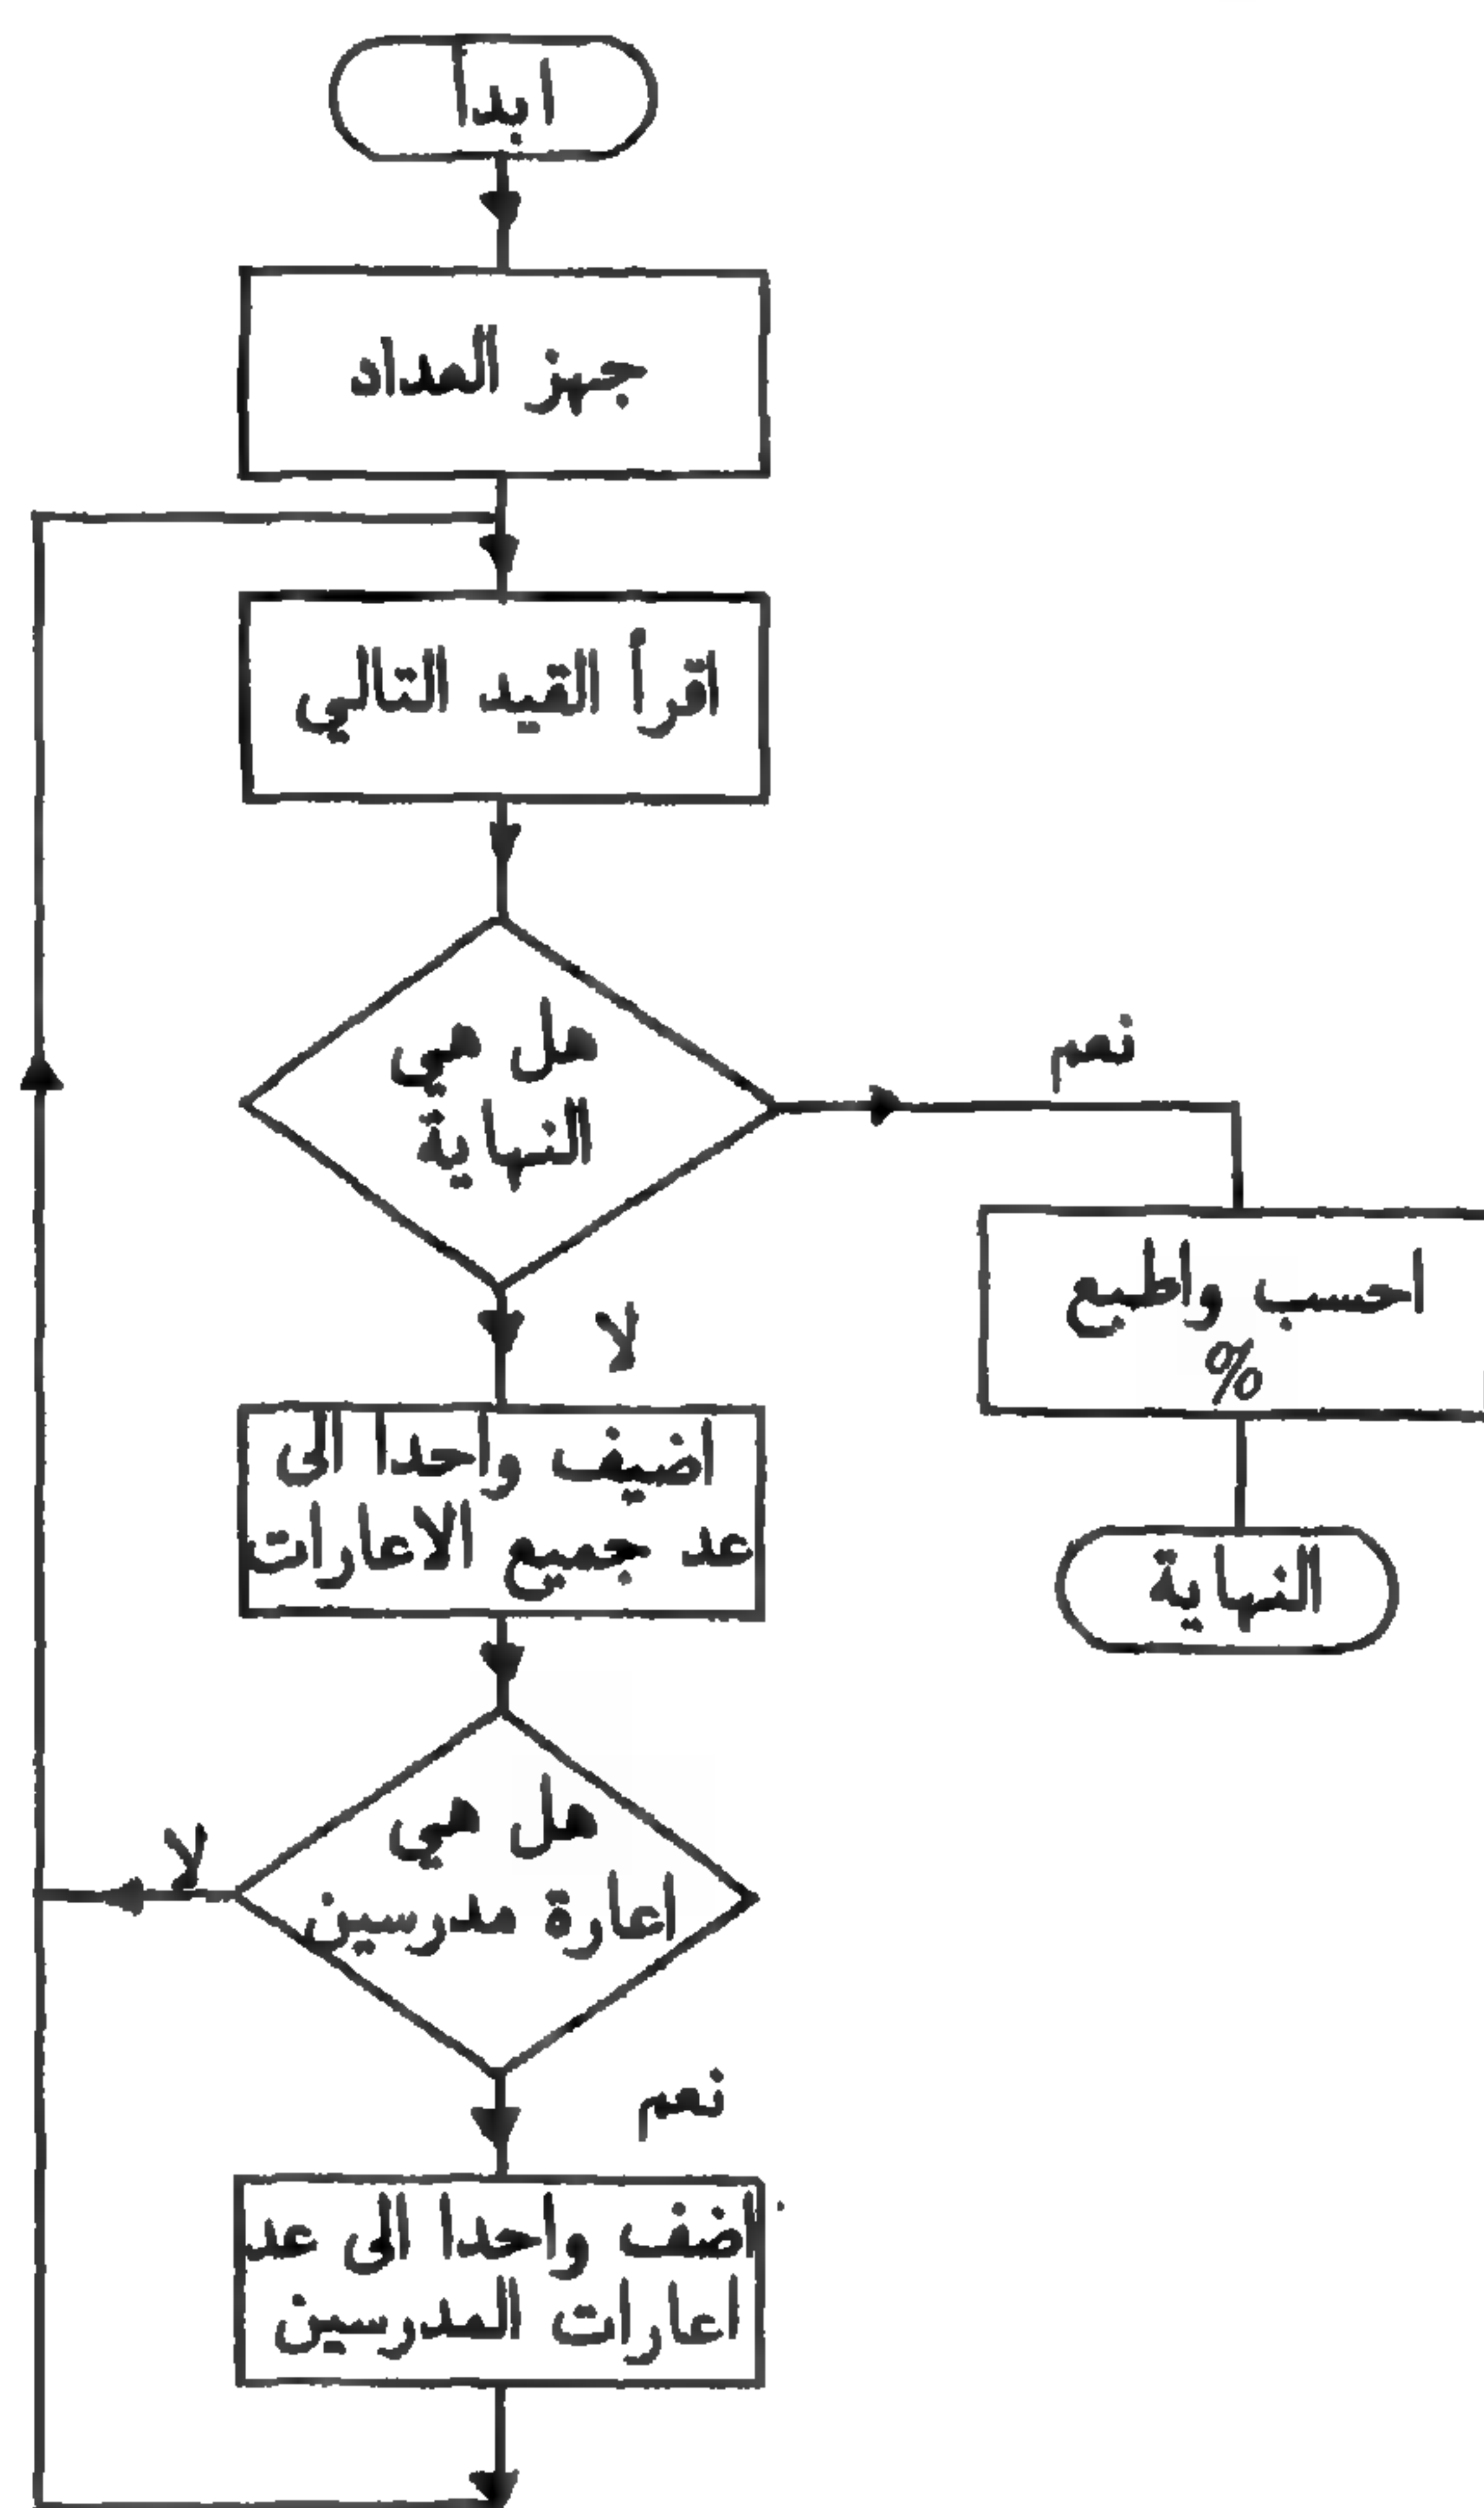 ابدأ
جهز العداد
اقرأ القيد التالي
هل هي
النهاية
نعم
احسب واطبع
%
النهاية
لا
اضيف واحدا الى
عد جميع الاعارات
هل هي
اعارة مدرسين
لا
نعم
اضف واحدا الى عد
اعارات المدرسين